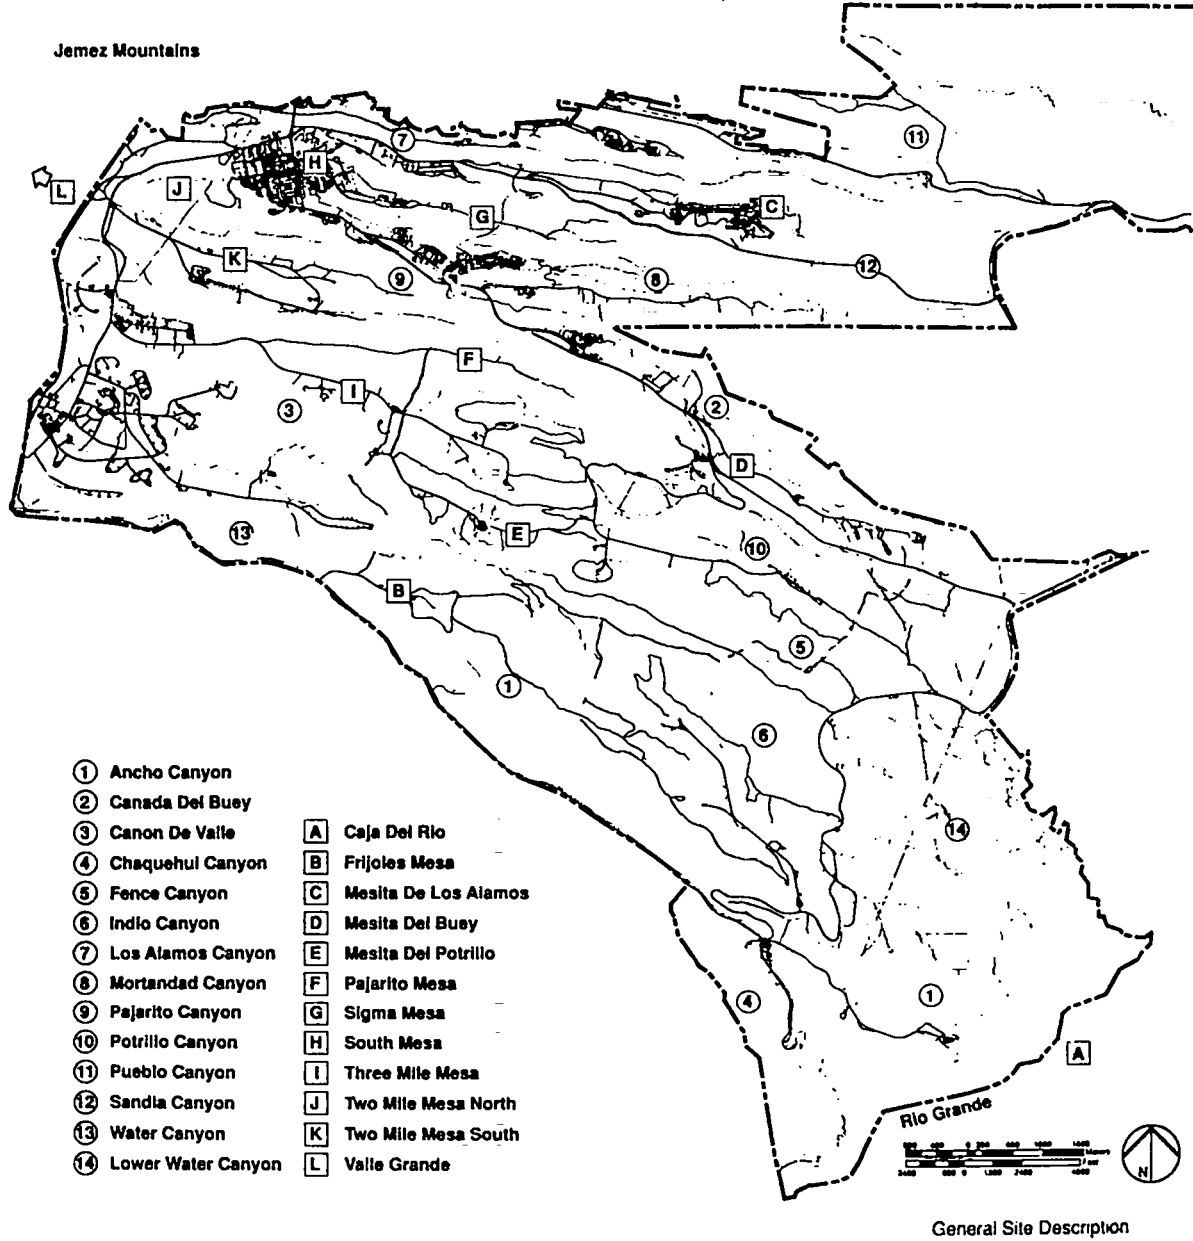 Jemez Mountains
11
7
H
L
J
C
G
K
12
9
8
F
I
3
2
D
13
E
10
B
5
1
6
14
4
1
A
1 Ancho Canyon
2 Canada Del Buey
3 Canon De Valle
4 Chaquehui Canyon
5 Fence Canyon
6 Indio Canyon
7 Los Alamos Canyon
8 Mortandad Canyon
9 Pajarito Canyon
10 Potrillo Canyon
11 Pueblo Canyon
12 Sandia Canyon
13 Water Canyon
14 Lower Water Canyon
A Caja Del Rio
B Frijoles Mesa
C Mesita De Los Alamos
D Mesita Del Buey
E Mesita Del Potrillo
F Pajarito Mesa
G Sigma Mesa
H South Mesa
I Three Mile Mesa
J Two Mile Mesa North
K Two Mile Mesa South
L Valle Grande
Rio Grande
Meters
Feet
N
General Site Description